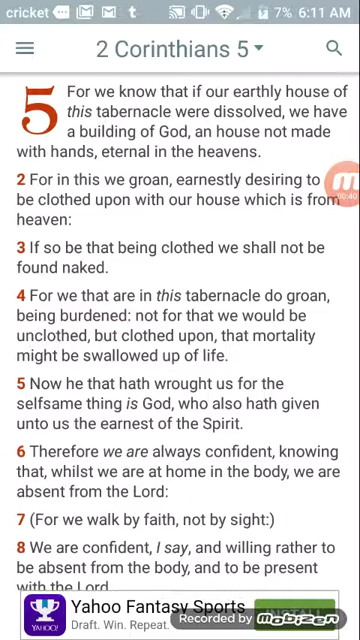 cricket 7% 6:11 AM
2 Corinthians 5
5 For we know that if our earthly house of
this tabernacle were dissolved, we have
a building of God, an house not made
with hands, eternal in the heavens.
2 For in this we groan, earnestly desiring to
be clothed upon with our house which is from
heaven:
00:40
3 If so be that being clothed we shall not be
found naked.
4 For we that are in this tabernacle do groan,
being burdened: not for that we would be
unclothed, but clothed upon, that mortality
might be swallowed up of life.
5 Now he that hath wrought us for the
selfsame thing is God, who also hath given
unto us the earnest of the Spirit.
6 Therefore we are always confident, knowing
that, whilst we are at home in the body, we are
absent from the Lord:
7 (For we walk by faith, not by sight:)
8 We are confident, I say, and willing rather to
be absent from the body, and to be present
with the Lord
YAHOO!
Yahoo Fantasy Sports
Draft. Win. Repeat.
INSTALL
Recorded by Mobizen